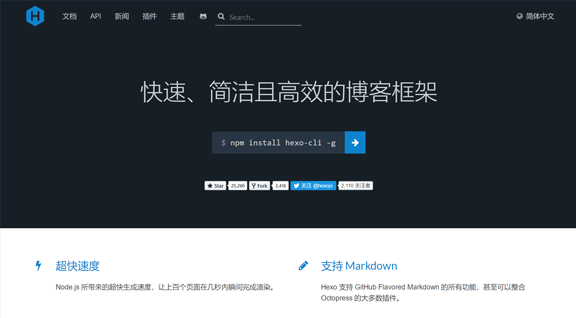 文档 API 新闻 插件 主题 Search... 简体中文
快速、简洁且高效的博客框架
$ npm install hexo-cli -g
Star 25,260 Fork 3,416 关注 @hexojs 2,110 关注者
超快速度
Node.js 所带来的超快生成速度，让上百个页面在几秒内瞬间完成渲染。
支持 Markdown
Hexo 支持 GitHub Flavored Markdown 的所有功能，甚至可以整合
Octopress 的大多数插件。